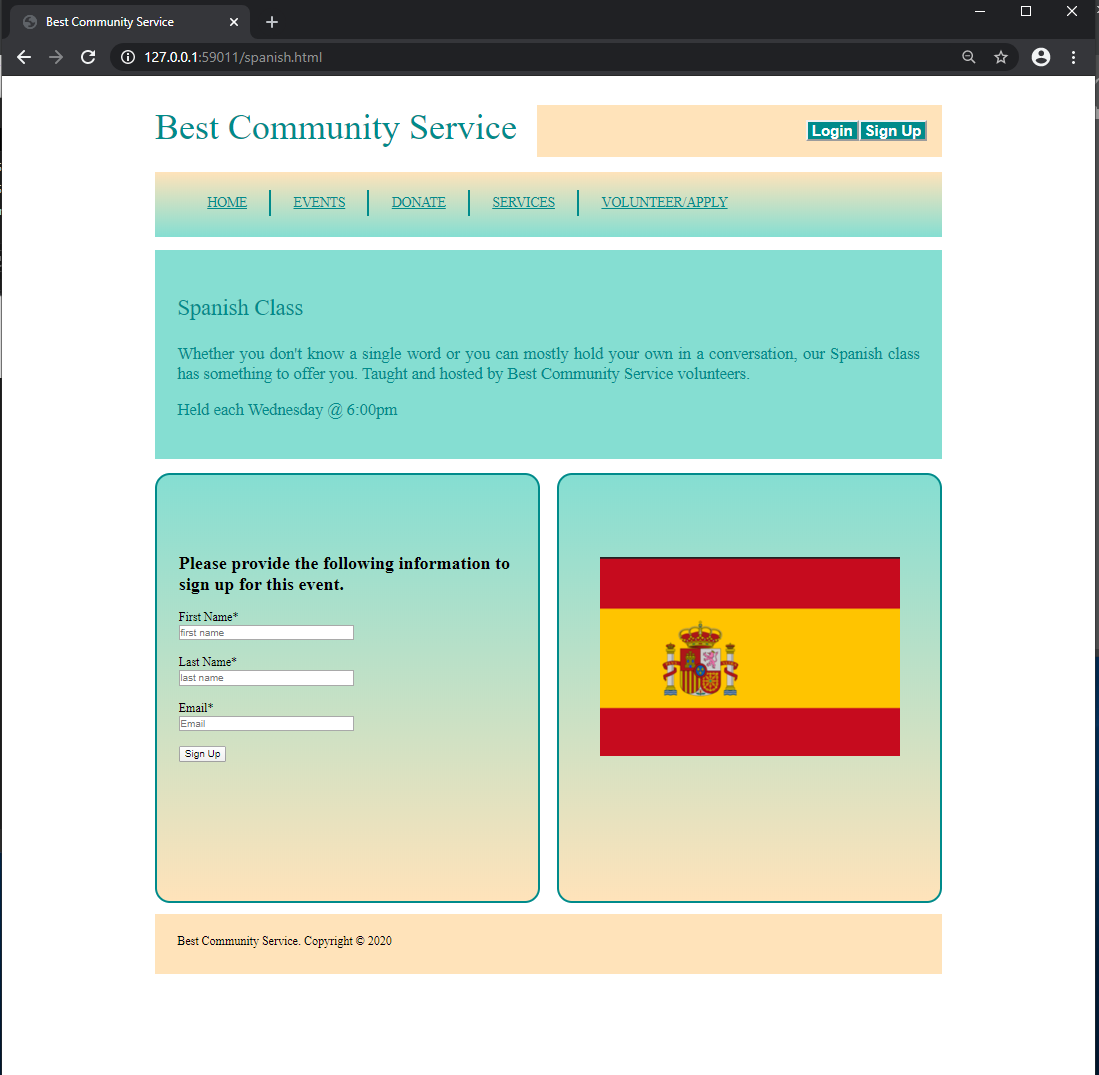 Best Community Service
127.0.0.1:59011/spanish.html
Best Community Service
Login Sign Up
HOME EVENTS DONATE SERVICES VOLUNTEER/APPLY
Spanish Class
Whether you don't know a single word or you can mostly hold your own in a conversation, our Spanish class
has something to offer you. Taught and hosted by Best Community Service volunteers.
Held each Wednesday @ 6:00pm
Please provide the following information to
sign up for this event.
First Name*
first name
Last Name*
last name
Email*
Email
Sign Up
Best Community Service. Copyright © 2020